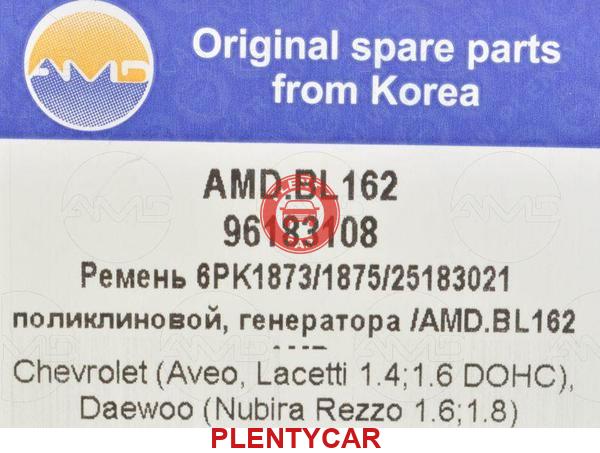 AMD
Original spare parts
from Korea
AMD.BL162
96183108
Ремень 6PK1873/1875/25183021
поликлиновой, генератора /AMD.BL162
Chevrolet (Aveo, Lacetti 1.4;1.6 DOHC),
Daewoo (Nubira Rezzo 1.6;1.8)
PLENTYCAR